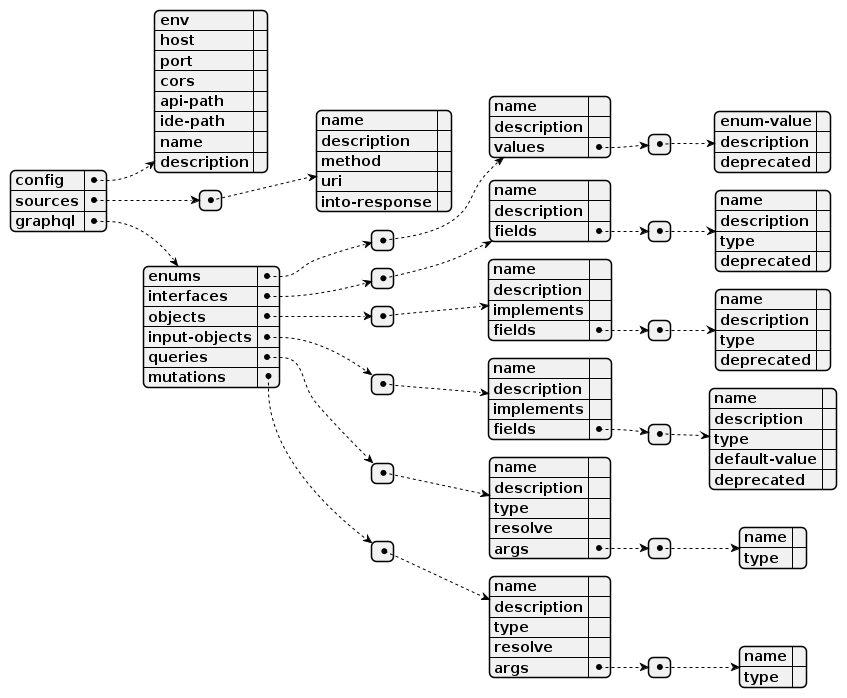 config
sources
graphql
env
host
port
cors
api-path
ide-path
name
description
name
description
method
uri
into-response
enums
interfaces
objects
input-objects
queries
mutations
name
description
values
enum-value
description
deprecated
name
description
fields
name
description
type
deprecated
name
description
implements
fields
name
description
type
deprecated
name
description
implements
fields
name
description
type
default-value
deprecated
name
description
type
resolve
args
name
type
name
description
type
resolve
args
name
type